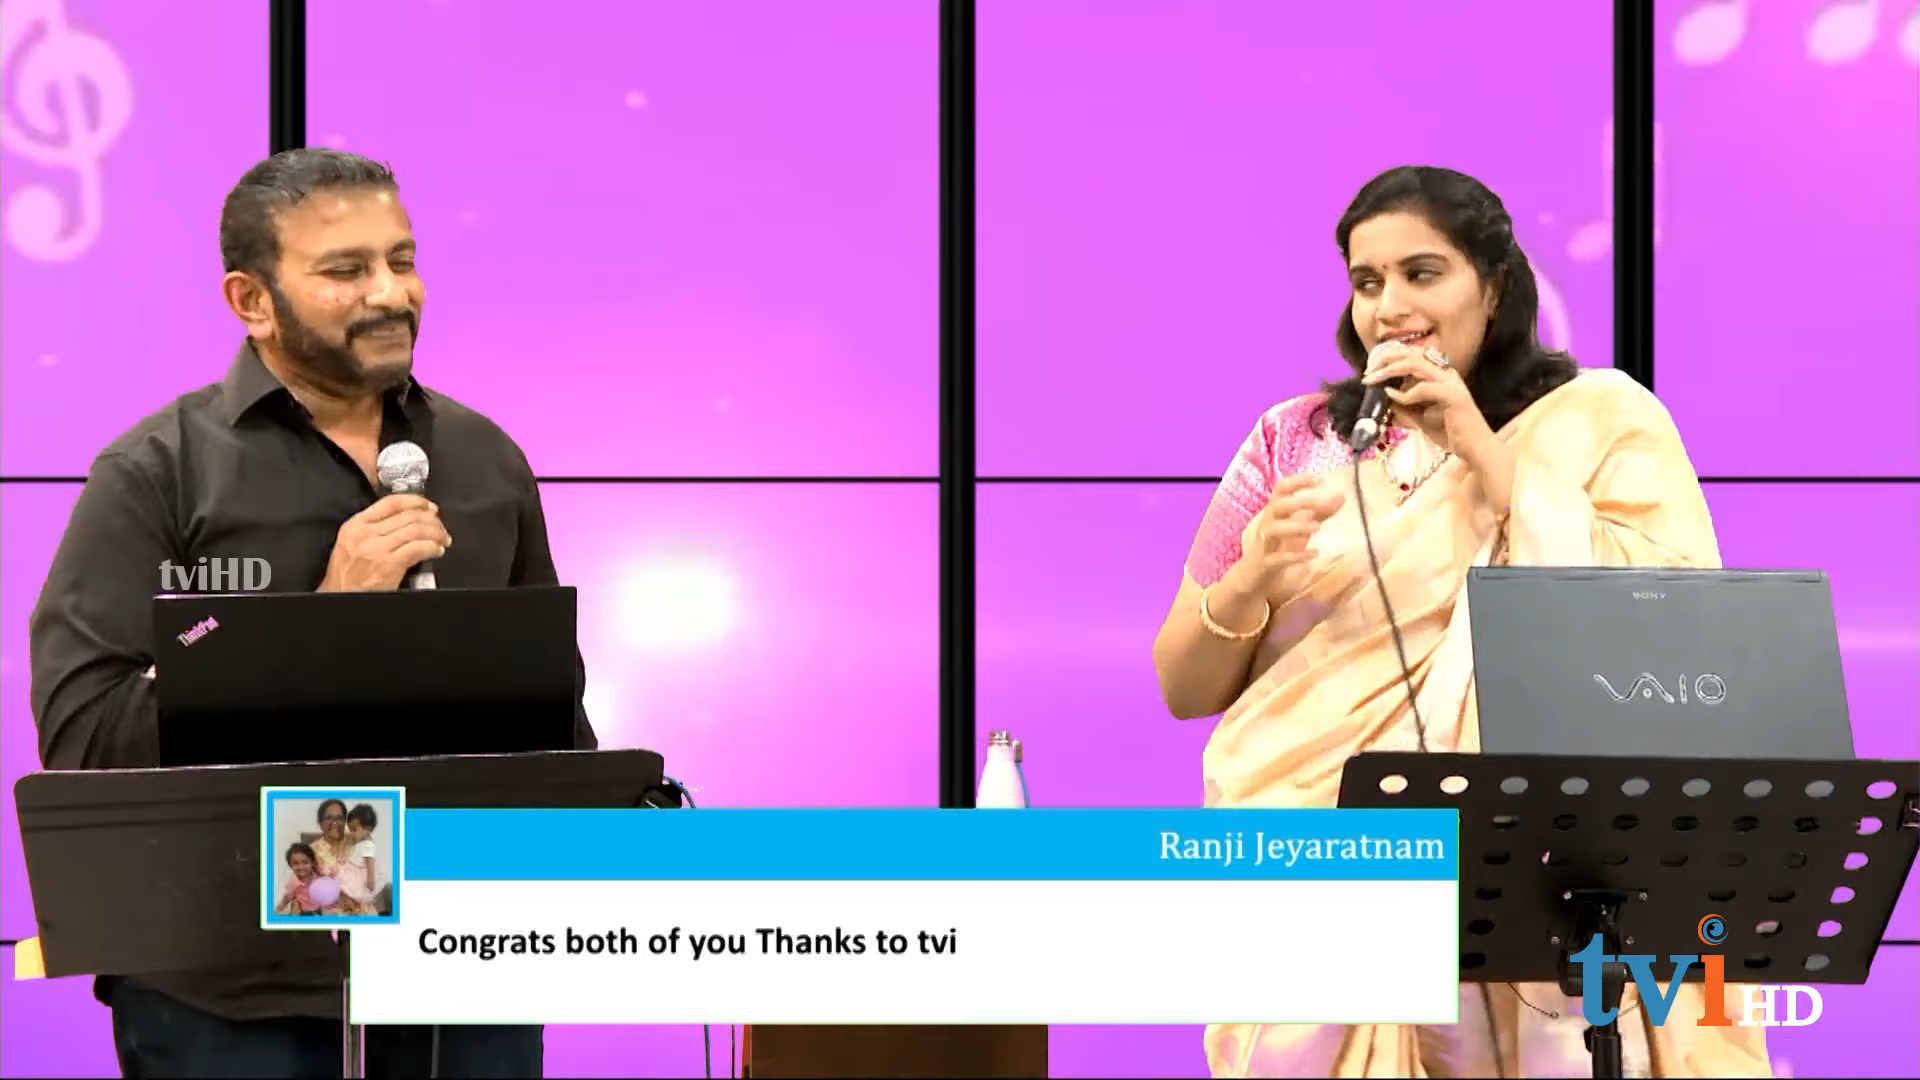 tviHD
ThinkPad
SONY
VAIO
Ranji Jeyaratnam
Congrats both of you Thanks to tvi
tvi HD